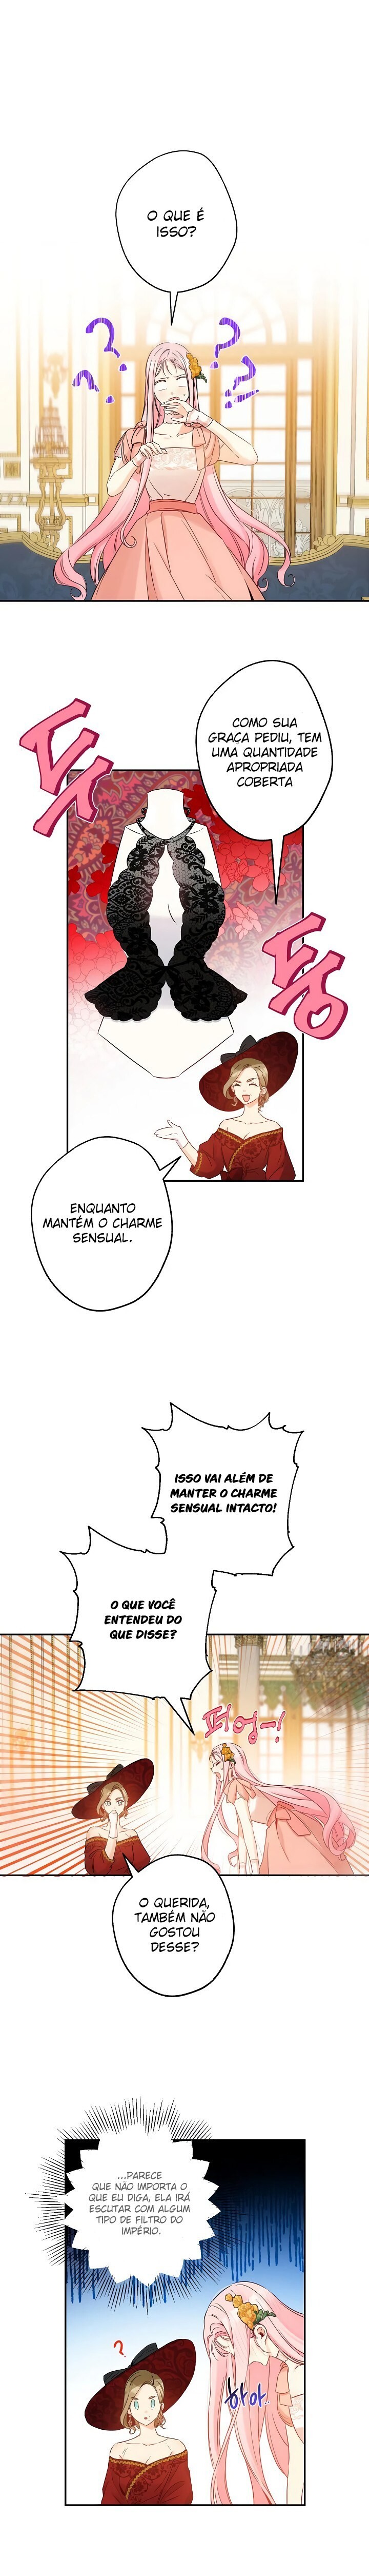 O QUE É
ISSO?
COMO SUA
GRAÇA PEDIU, TEM
UMA QUANTIDADE
APROPRIADA
COBERTA
두
둥
ENQUANTO
MANTÉM O CHARME
SENSUAL.
ISSO VAI ALÉM DE
MANTER O CHARME
SENSUAL INTACTO!
O QUE VOCÊ
ENTENDEU DO
QUE DISSE?
퍼엉-!
O QUERIDA,
TAMBÉM NÃO
GOSTOU
DESSE?
...PARECE
QUE NÃO IMPORTA O
QUE EU DIGA, ELA IRÁ
ESCUTAR COM ALGUM
TIPO DE FILTRO DO
IMPÉRIO.
?